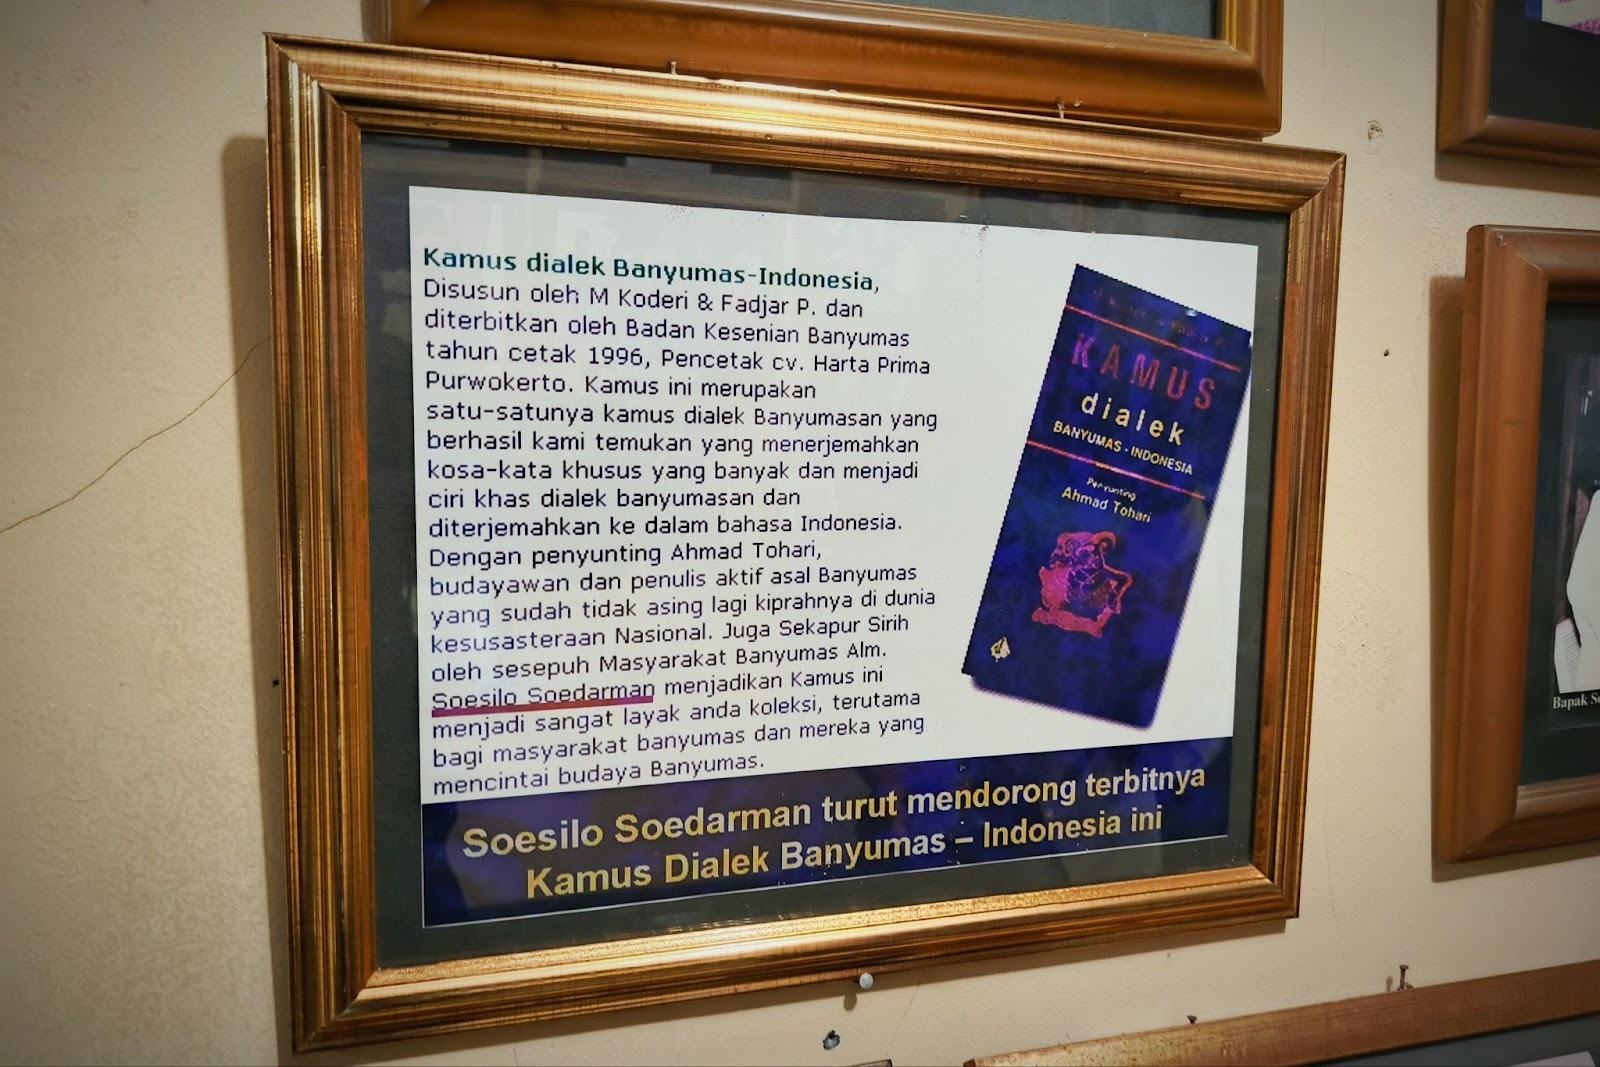 Kamus dialek Banyumas-Indonesia,
Disusun oleh M Koderi & Fadjar P. dan
diterbitkan oleh Badan Kesenian Banyumas
tahun cetak 1996, Pencetak cv. Harta Prima
Purwokerto. Kamus ini merupakan
satu-satunya kamus dialek Banyumasan yang
berhasil kami temukan yang menerjemahkan
kosa-kata khusus yang banyak dan menjadi
ciri khas dialek banyumasan dan
diterjemahkan ke dalam bahasa Indonesia.
Dengan penyunting Ahmad Tohari,
budayawan dan penulis aktif asal Banyumas
yang sudah tidak asing lagi kiprahnya di dunia
kesusasteraan Nasional. Juga Sekapur Sirih
oleh sesepuh Masyarakat Banyumas Alm.
Soesilo Soedarman menjadikan Kamus ini
menjadi sangat layak anda koleksi, terutama
bagi masyarakat banyumas dan mereka yang
mencintai budaya Banyumas.
KAMUS
dialek
BANYUMAS - INDONESIA
Penyunting
Ahmad Tohari
Soesilo Soedarman turut mendorong terbitnya
Kamus Dialek Banyumas – Indonesia ini
Bapak